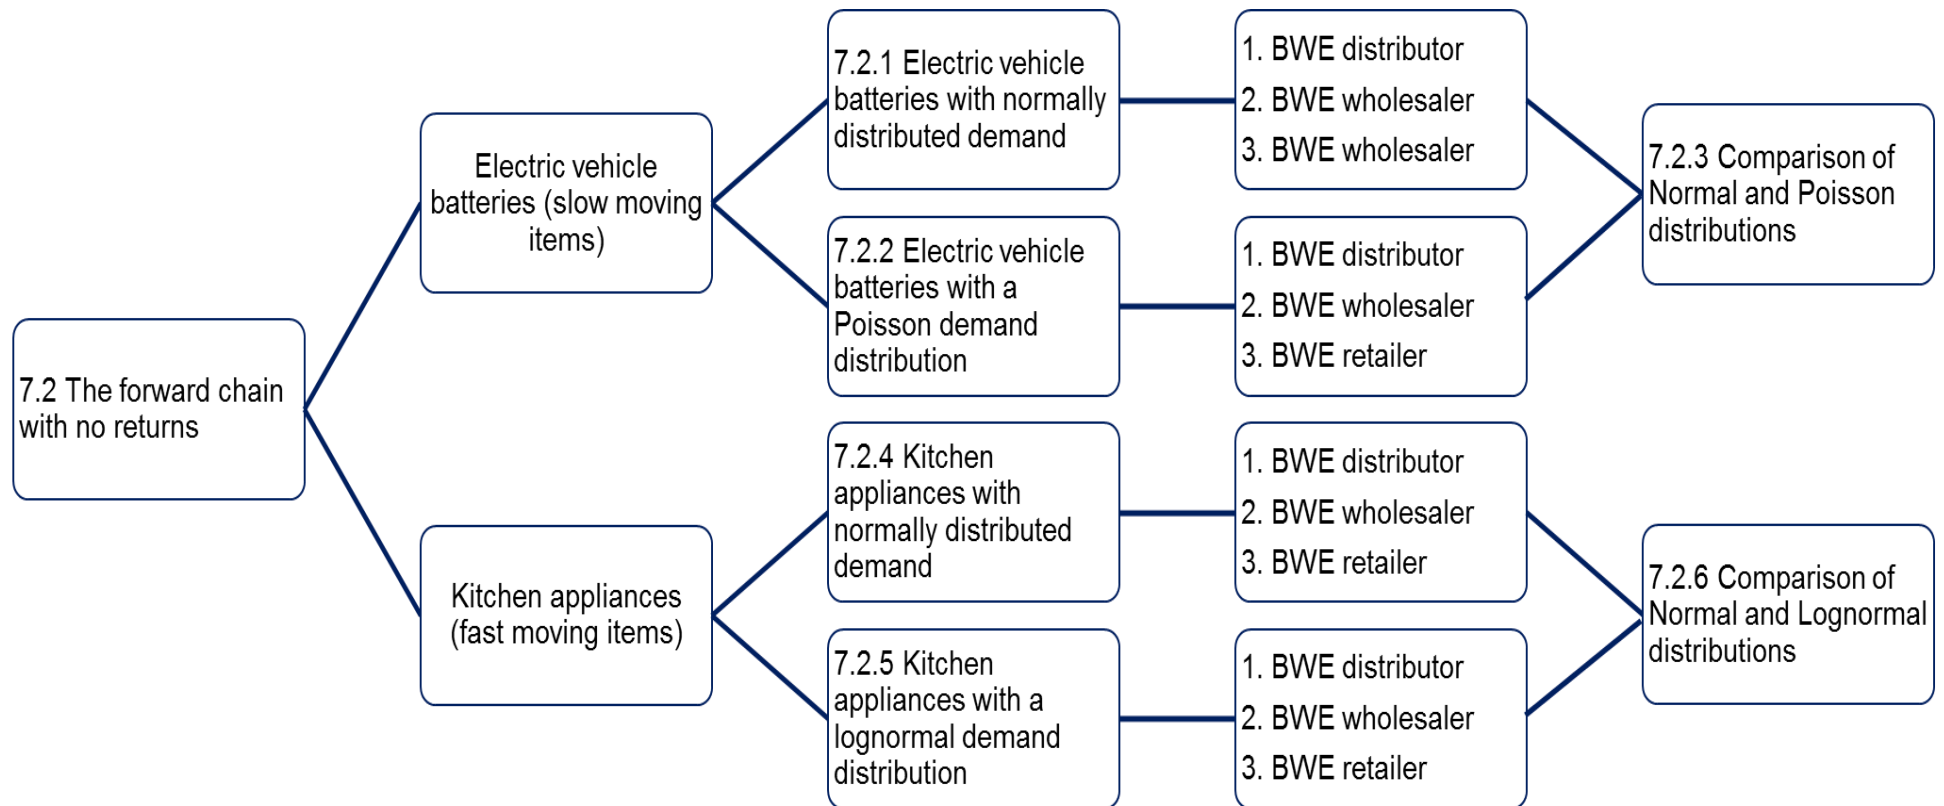 7.2 The forward chain
with no returns
Electric vehicle
batteries (slow moving
items)
Kitchen appliances
(fast moving items)
7.2.1 Electric vehicle
batteries with normally
distributed demand
7.2.2 Electric vehicle
batteries with a
Poisson demand
distribution
7.2.4 Kitchen
appliances with
normally distributed
demand
7.2.5 Kitchen
appliances with a
lognormal demand
distribution
1. BWE distributor
2. BWE wholesaler
3. BWE wholesaler
1. BWE distributor
2. BWE wholesaler
3. BWE retailer
1. BWE distributor
2. BWE wholesaler
3. BWE retailer
1. BWE distributor
2. BWE wholesaler
3. BWE retailer
7.2.3 Comparison of
Normal and Poisson
distributions
7.2.6 Comparison of
Normal and Lognormal
distributions